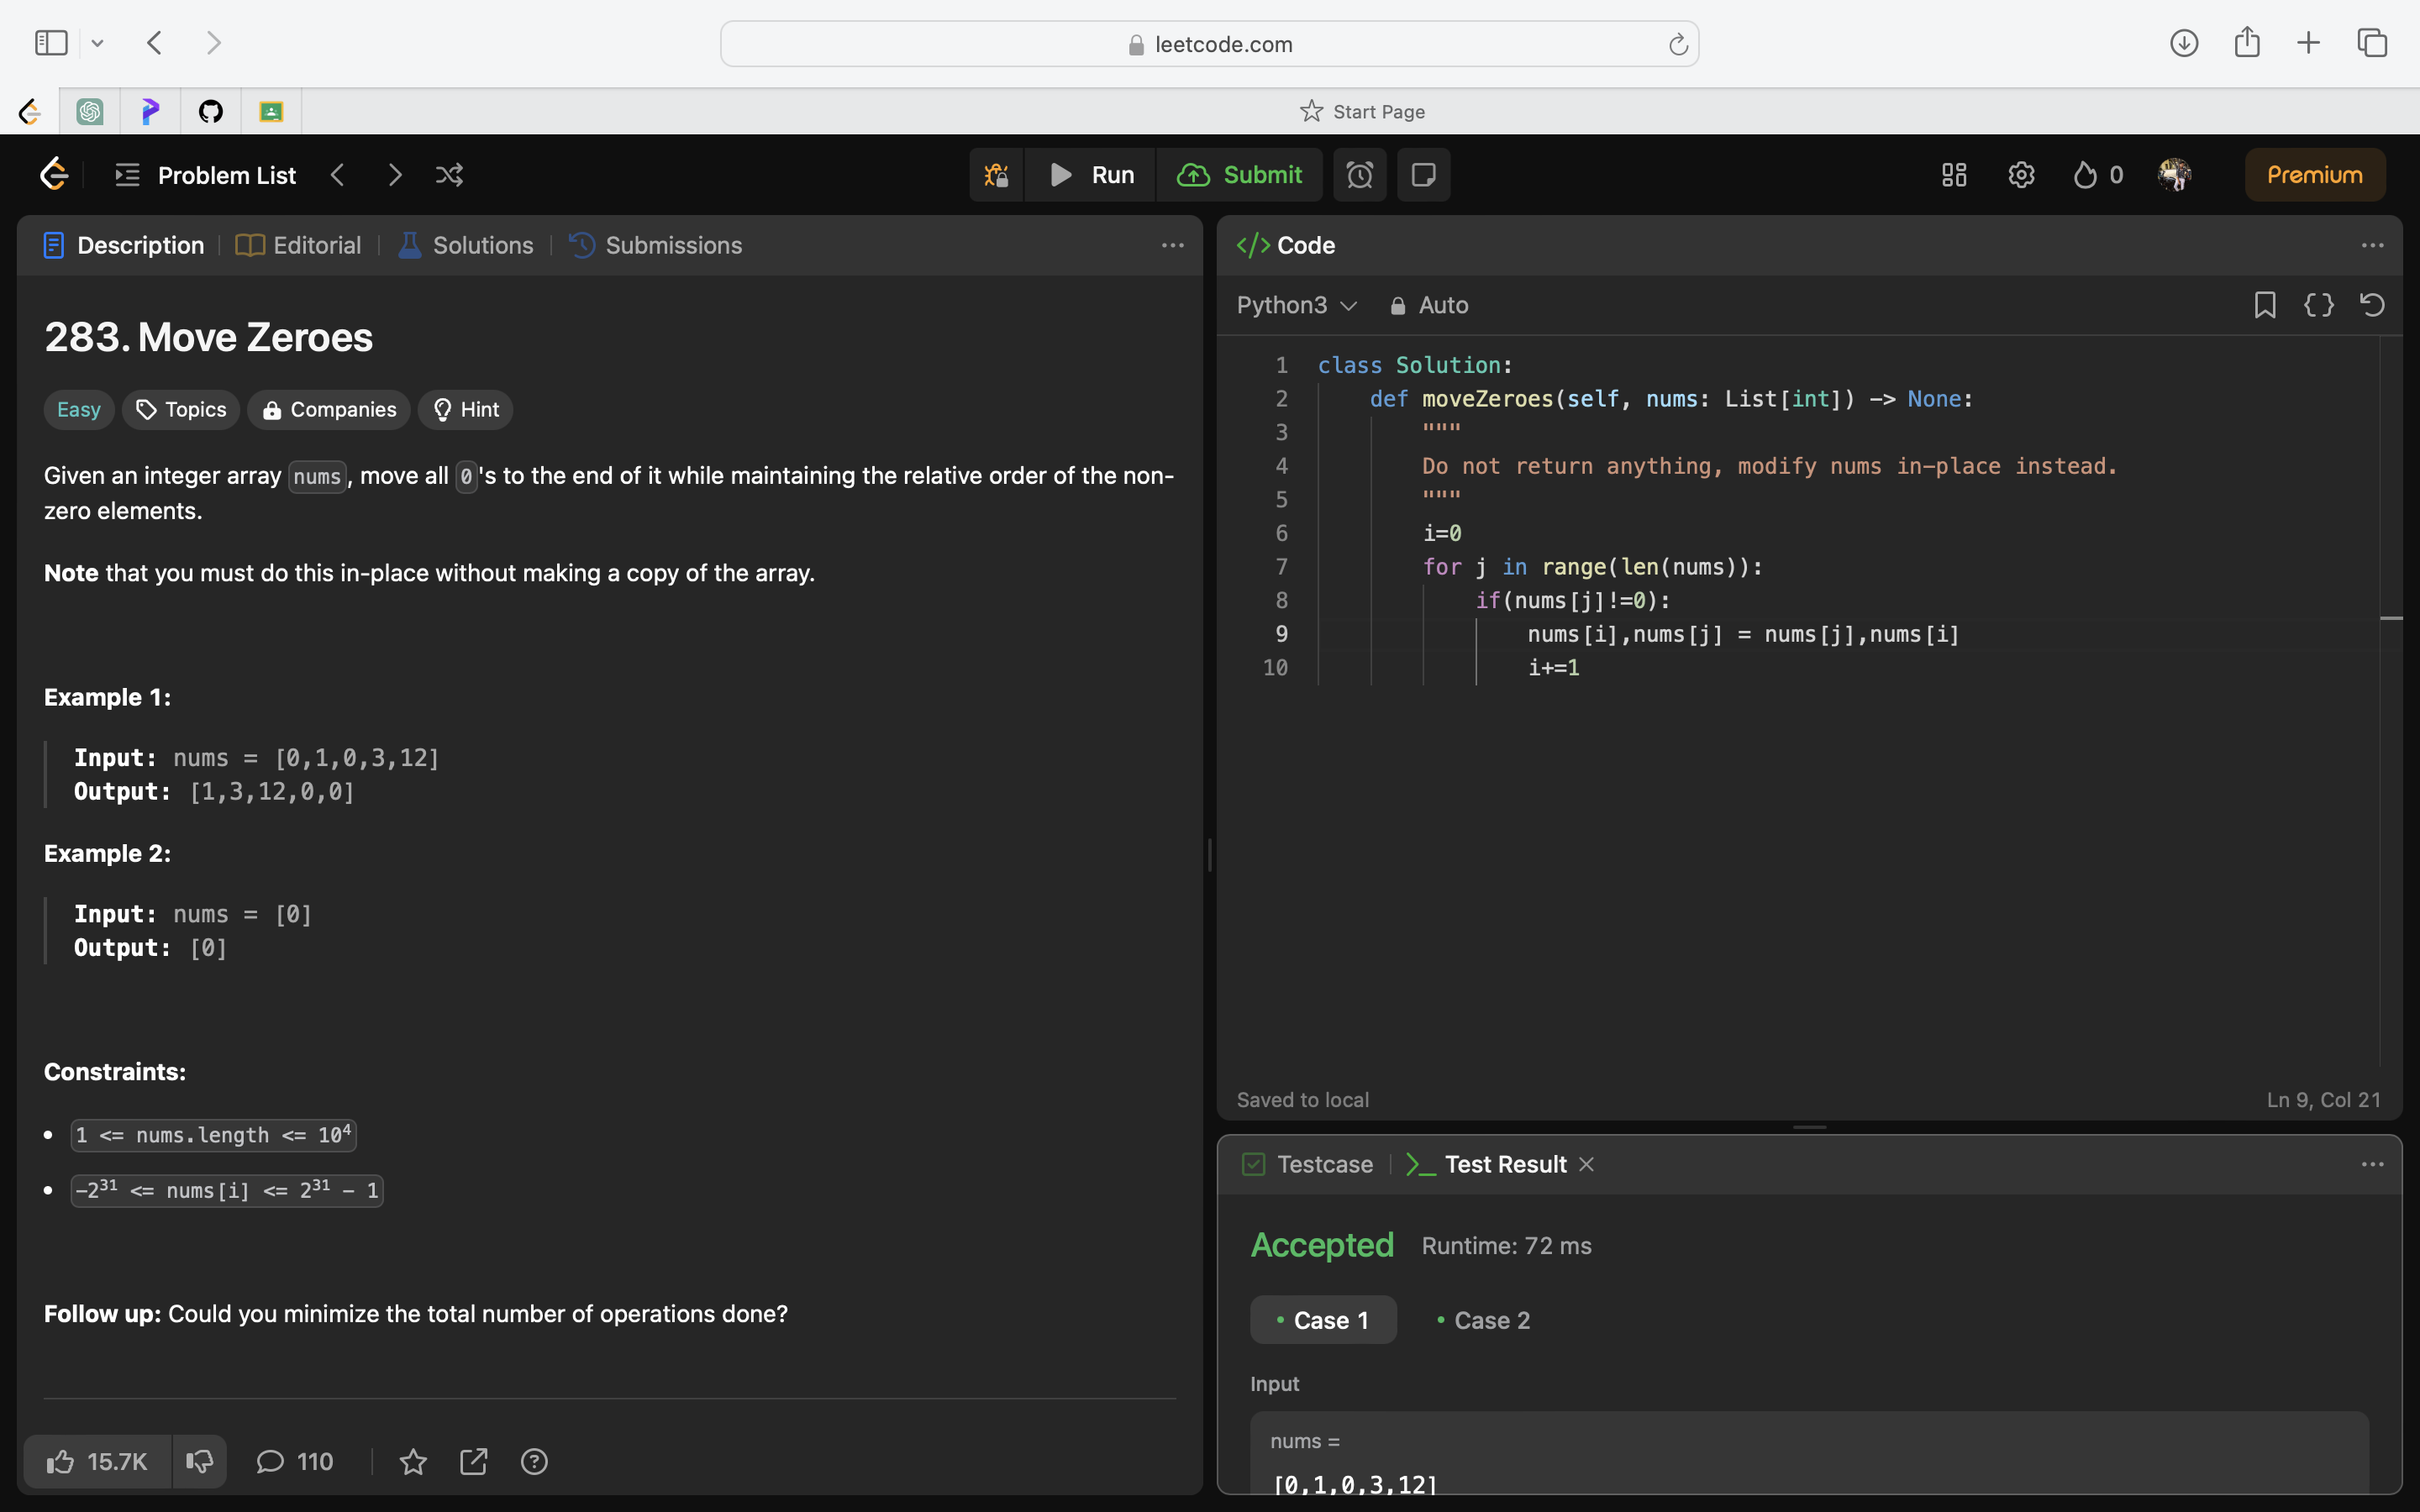 leetcode.com
Start Page
Problem List
Run
Submit
0
Premium
Description
Editorial
Solutions
Submissions
283. Move Zeroes
Easy
Topics
Companies
Hint
Given an integer array nums, move all 0's to the end of it while maintaining the relative order of the non-
zero elements.
Note that you must do this in-place without making a copy of the array.
Example 1:
Input: nums = [0,1,0,3,12]
Output: [1,3,12,0,0]
Example 2:
Input: nums = [0]
Output: [0]
Constraints:
• 1 <= nums.length <= 10⁴
• -2³¹ <= nums[i] <= 2³¹ - 1
Follow up: Could you minimize the total number of operations done?
15.7K
110
</> Code
Python3
Auto
1 class Solution:
2     def moveZeroes(self, nums: List[int]) -> None:
3         """
4         Do not return anything, modify nums in-place instead.
5         """
6         i=0
7         for j in range(len(nums)):
8             if(nums[j]!=0):
9                 nums[i],nums[j] = nums[j],nums[i]
10                 i+=1
Saved to local
Ln 9, Col 21
Testcase
Test Result
Accepted
Runtime: 72 ms
• Case 1
• Case 2
Input
nums =
[0,1,0,3,12]